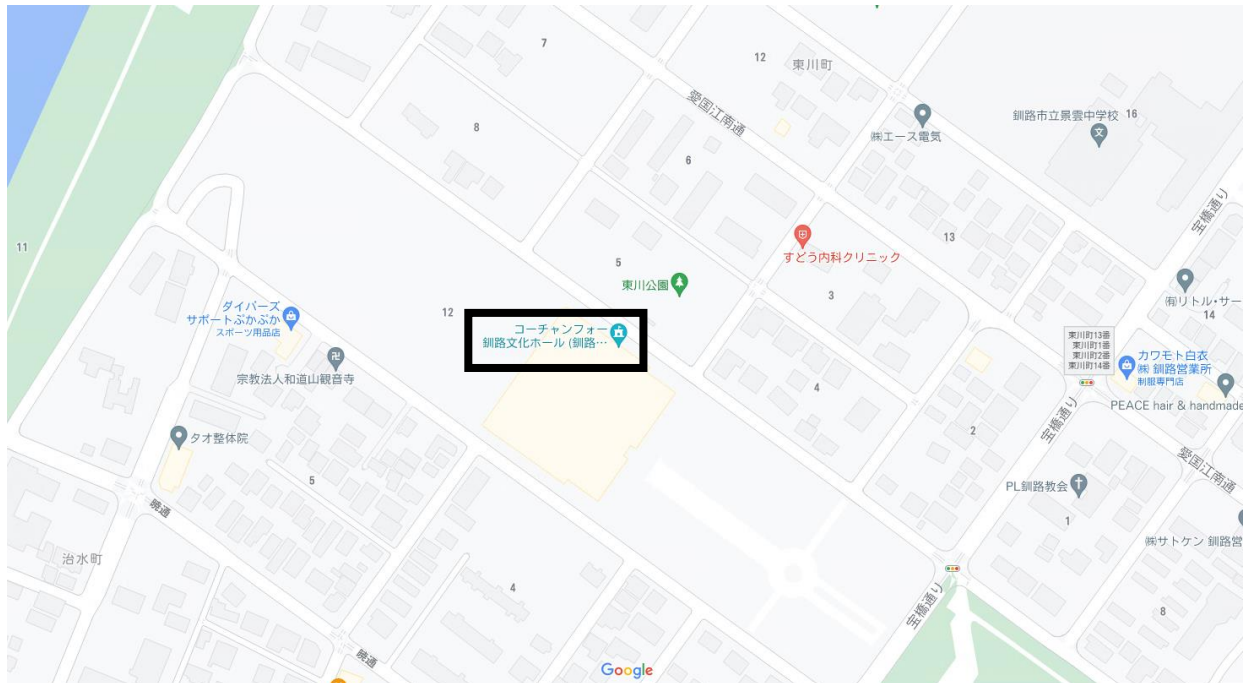 7
12
東川町
愛国江南通
8
㈱エース電気
釧路市立景雲中学校
16
6
宝橋通り
11
すどう内科クリニック
13
5
東川公園
3
㈲リトル・サー
14
ダイバーズ
サポートぷかぷか
スポーツ用品店
12
コーチャンフォー
釧路文化ホール (釧路…
東川町13番
東川町1番
東川町2番
東川町14番
カワモト白衣
㈱ 釧路営業所
制服専門店
宗教法人和道山観音寺
4
PEACE hair & handmade
宝橋通り
2
タオ整体院
愛国江南通
5
PL釧路教会
暁通
1
㈱サトケン 釧路営
治水町
4
宝橋通り
8
暁通
Google